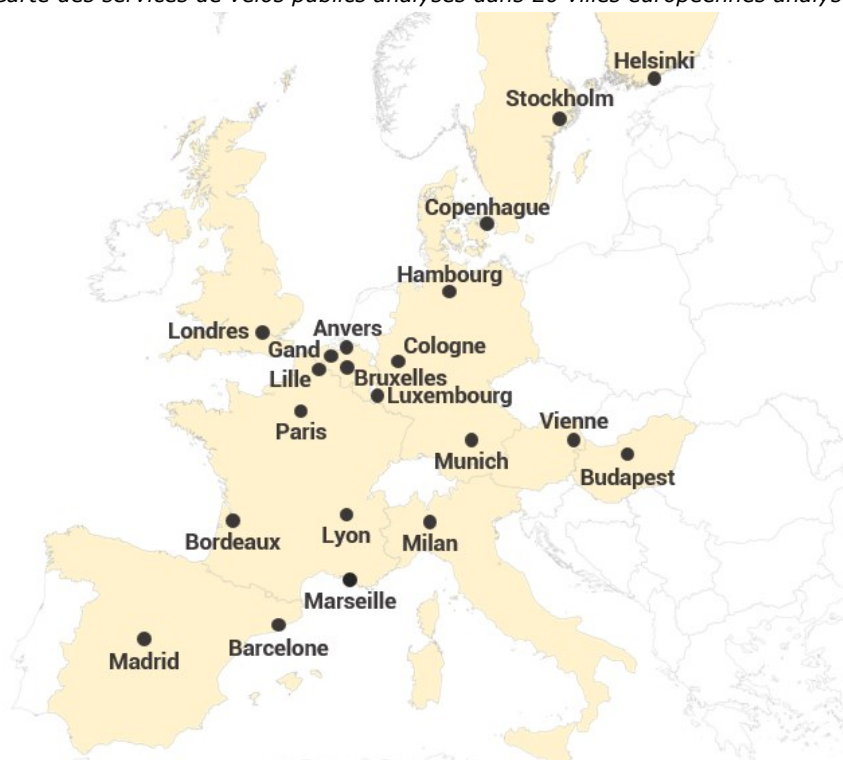 Carte des services de vélos publics analysés dans 20 villes européennes
Helsinki
Stockholm
Copenhague
Hambourg
Londres
Anvers
Gand
Cologne
Lille
Bruxelles
Luxembourg
Paris
Vienne
Munich
Budapest
Bordeaux
Lyon
Milan
Marseille
Madrid
Barcelone